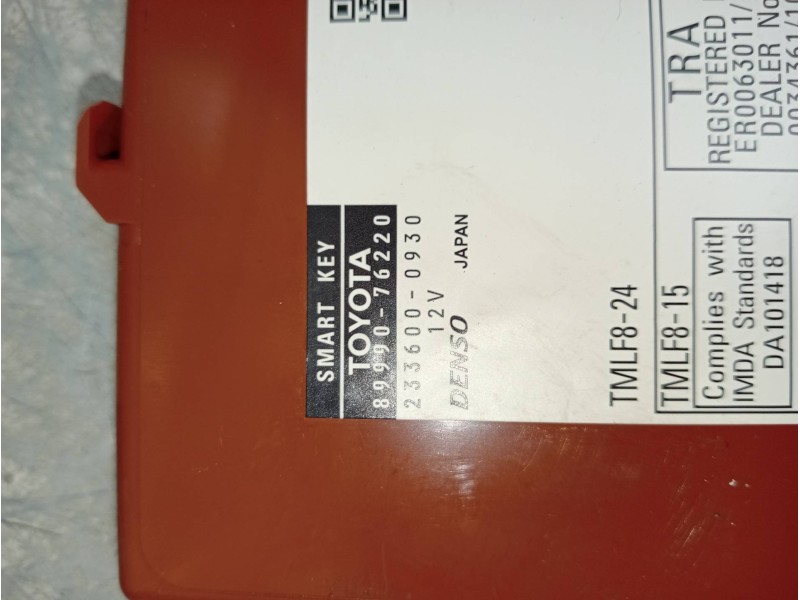 SMART KEY
TOYOTA
89990-76220
233600-0930
12V
DENSO JAPAN
TMLF8-24
TMLF8-15
Complies with
IMDA Standards
DA101418
TRA
REGISTERED
ER0063011/
DEALER No